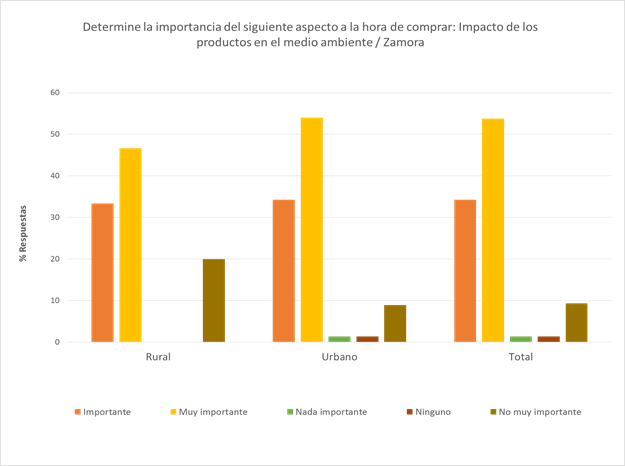 Determine la importancia del siguiente aspecto a la hora de comprar: Impacto de los
productos en el medio ambiente / Zamora
60
50
40
30
20
10
0
% Respuestas
Rural
Urbano
Total
Importante
Muy importante
Nada importante
Ninguno
No muy importante